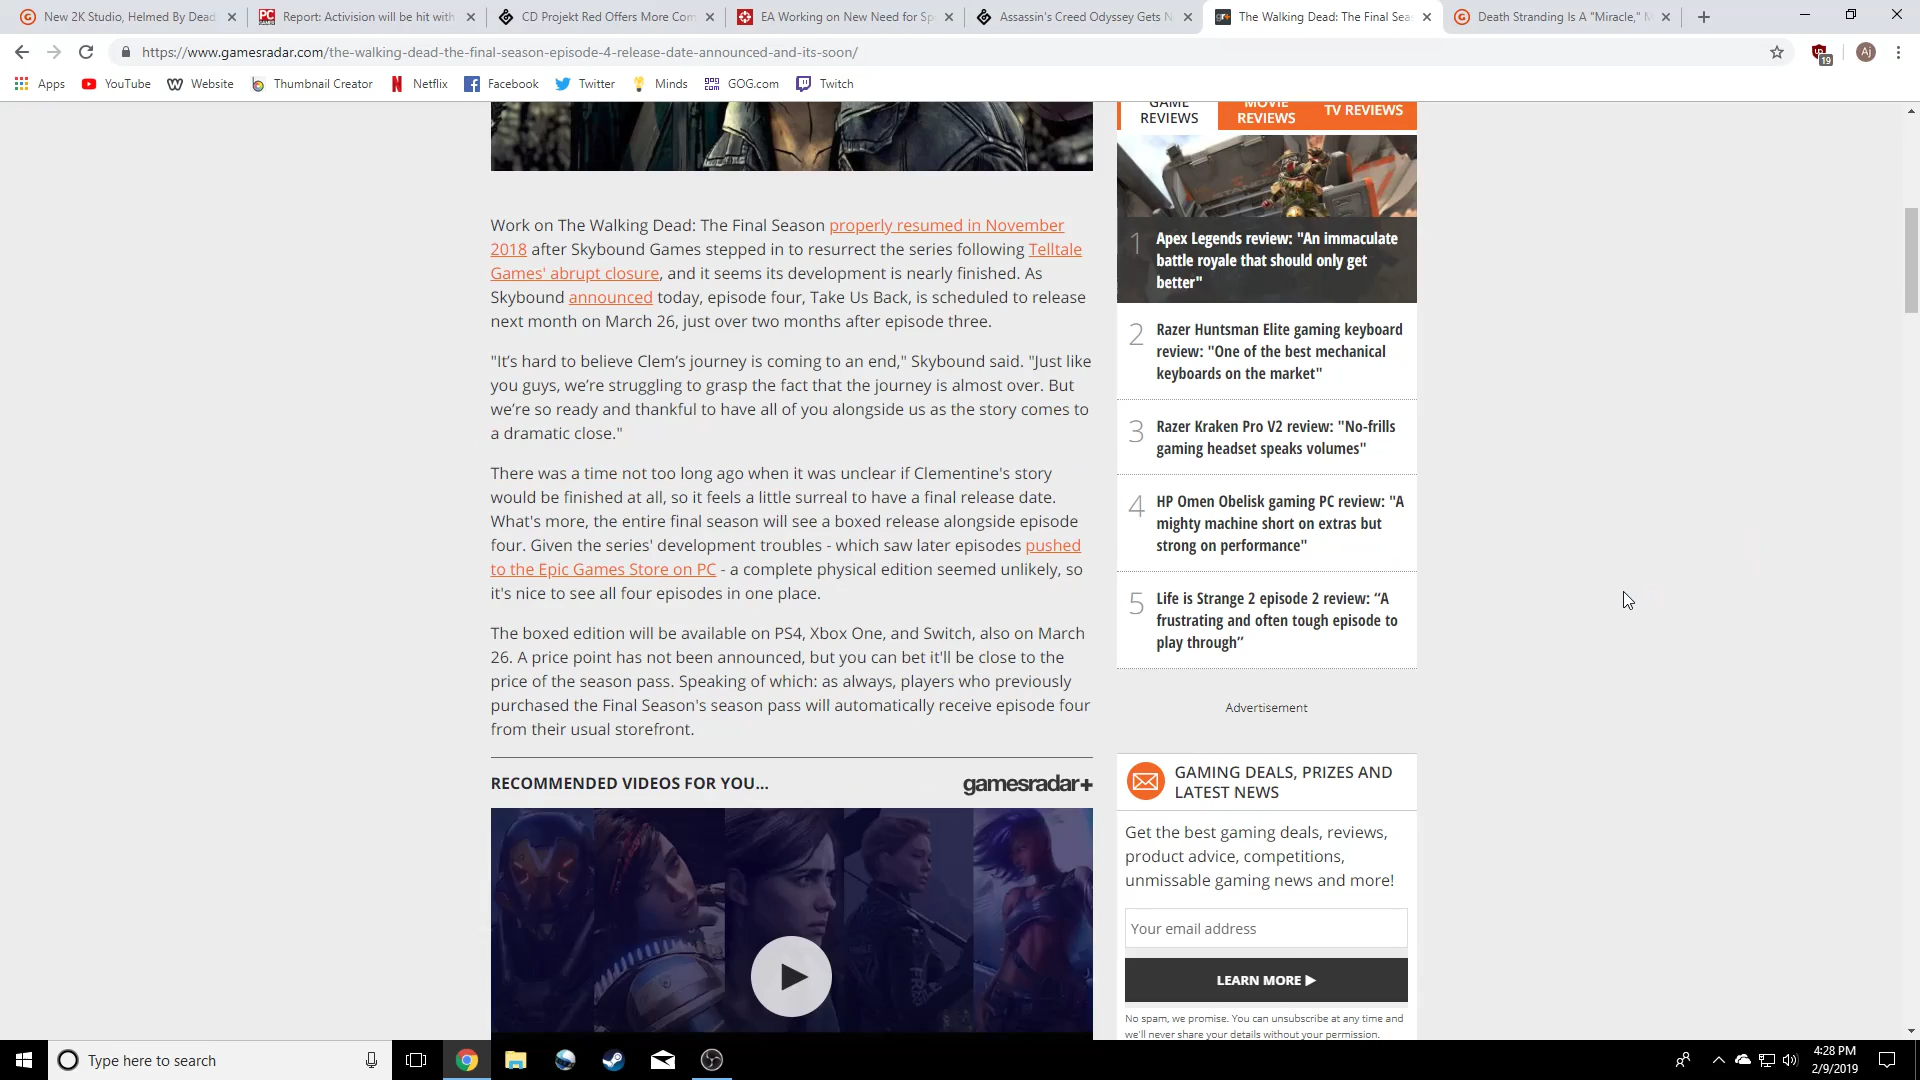 New 2K Studio, Helmed By Dead
Report: Activision will be hit with
CD Projekt Red Offers More Com
EA Working on New Need for Sp
Assassin's Creed Odyssey Gets N
The Walking Dead: The Final Sea
Death Stranding Is A "Miracle," M
https://www.gamesradar.com/the-walking-dead-the-final-season-episode-4-release-date-announced-and-its-soon/
19
Aj
Apps
YouTube
Website
Thumbnail Creator
Netflix
Facebook
Twitter
Minds
GOG.com
Twitch
Work on The Walking Dead: The Final Season properly resumed in November
2018 after Skybound Games stepped in to resurrect the series following Telltale
Games' abrupt closure, and it seems its development is nearly finished. As
Skybound announced today, episode four, Take Us Back, is scheduled to release
next month on March 26, just over two months after episode three.
"It's hard to believe Clem's journey is coming to an end," Skybound said. "Just like
you guys, we're struggling to grasp the fact that the journey is almost over. But
we're so ready and thankful to have all of you alongside us as the story comes to
a dramatic close."
There was a time not too long ago when it was unclear if Clementine's story
would be finished at all, so it feels a little surreal to have a final release date.
What's more, the entire final season will see a boxed release alongside episode
four. Given the series' development troubles - which saw later episodes pushed
to the Epic Games Store on PC - a complete physical edition seemed unlikely, so
it's nice to see all four episodes in one place.
The boxed edition will be available on PS4, Xbox One, and Switch, also on March
26. A price point has not been announced, but you can bet it'll be close to the
price of the season pass. Speaking of which: as always, players who previously
purchased the Final Season's season pass will automatically receive episode four
from their usual storefront.
RECOMMENDED VIDEOS FOR YOU...
gamesradar+
GAME
REVIEWS
MOVIE
REVIEWS
TV REVIEWS
1
Apex Legends review: "An immaculate
battle royale that should only get
better"
2
Razer Huntsman Elite gaming keyboard
review: "One of the best mechanical
keyboards on the market"
3
Razer Kraken Pro V2 review: "No-frills
gaming headset speaks volumes"
4
HP Omen Obelisk gaming PC review: "A
mighty machine short on extras but
strong on performance"
5
Life is Strange 2 episode 2 review: “A
frustrating and often tough episode to
play through”
Advertisement
GAMING DEALS, PRIZES AND
LATEST NEWS
Get the best gaming deals, reviews,
product advice, competitions,
unmissable gaming news and more!
Your email address
LEARN MORE
No spam, we promise. You can unsubscribe at any time and
we'll never share your details without your permission.
Type here to search
4:28 PM
2/9/2019